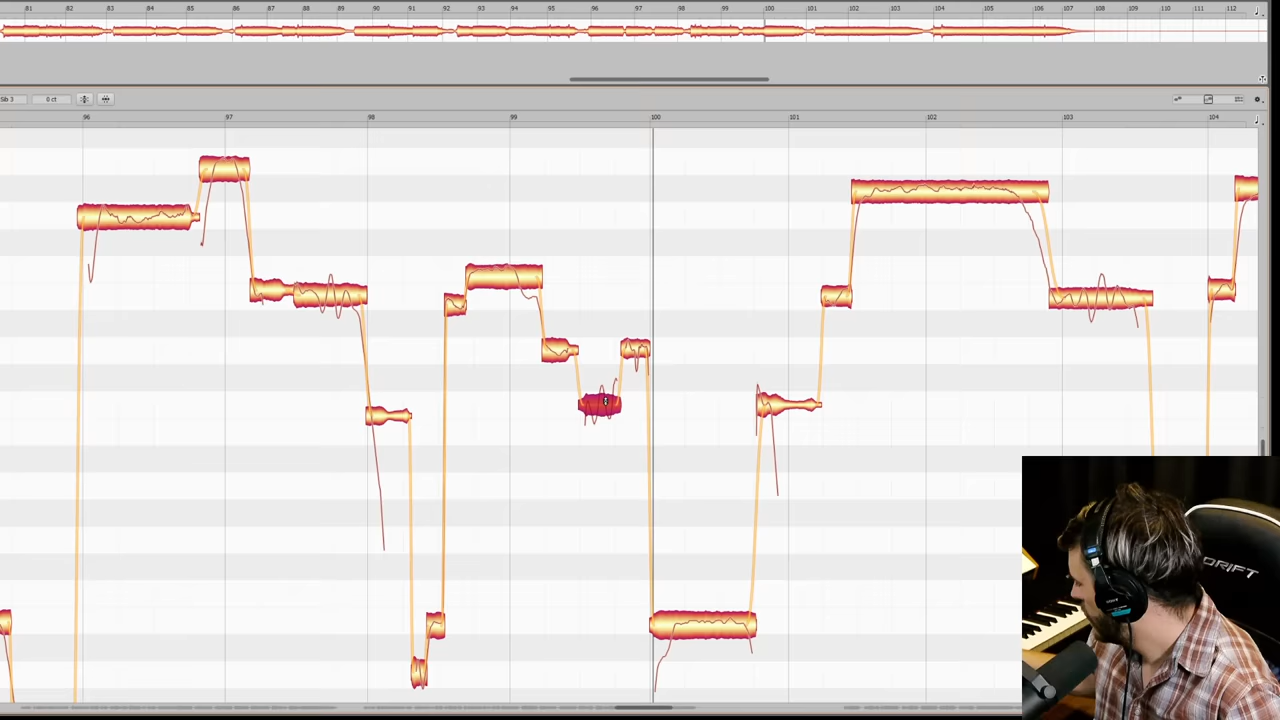 81 82 83 84 85 86 87 88 89 90 91 92 93 94 95 96 97 98 99 100 101 102 103 104 105 106 107 108 109 110 111 112
Sib 3 0 ct
96 97 98 99 100 101 102 103 104
DRIFT